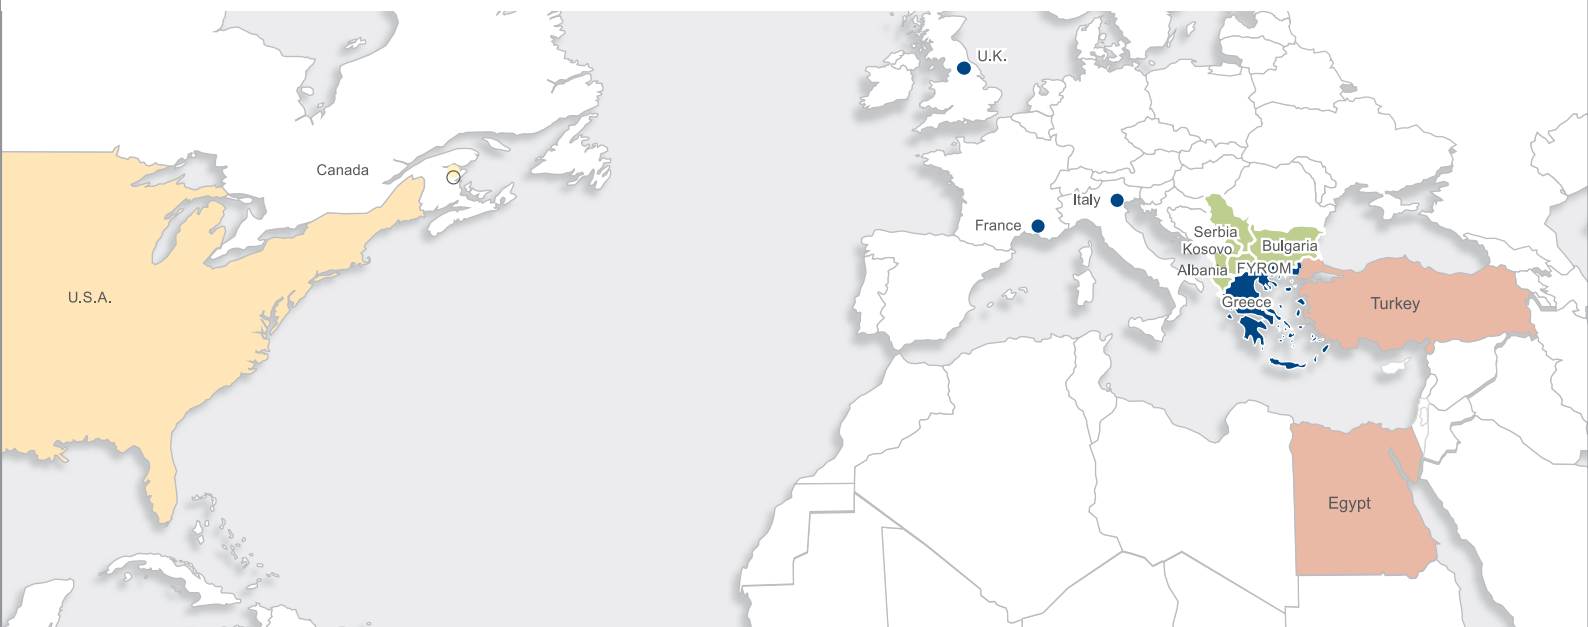 U.K.
Canada
Italy
France
Serbia
Kosovo
Bulgaria
Albania
FYROM
U.S.A.
Greece
Turkey
Egypt